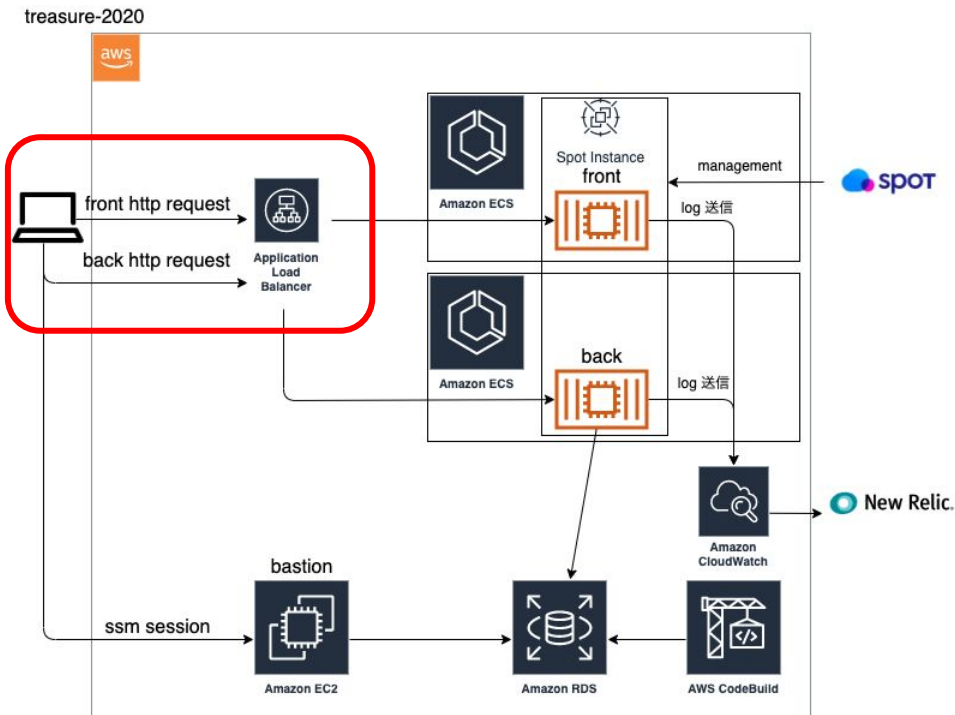 treasure-2020
aws
Spot Instance
front
management
spot
Amazon ECS
log 送信
front http request
back http request
Application
Load
Balancer
back
Amazon ECS
log 送信
New Relic.
Amazon
CloudWatch
bastion
ssm session
Amazon EC2
Amazon RDS
AWS CodeBuild